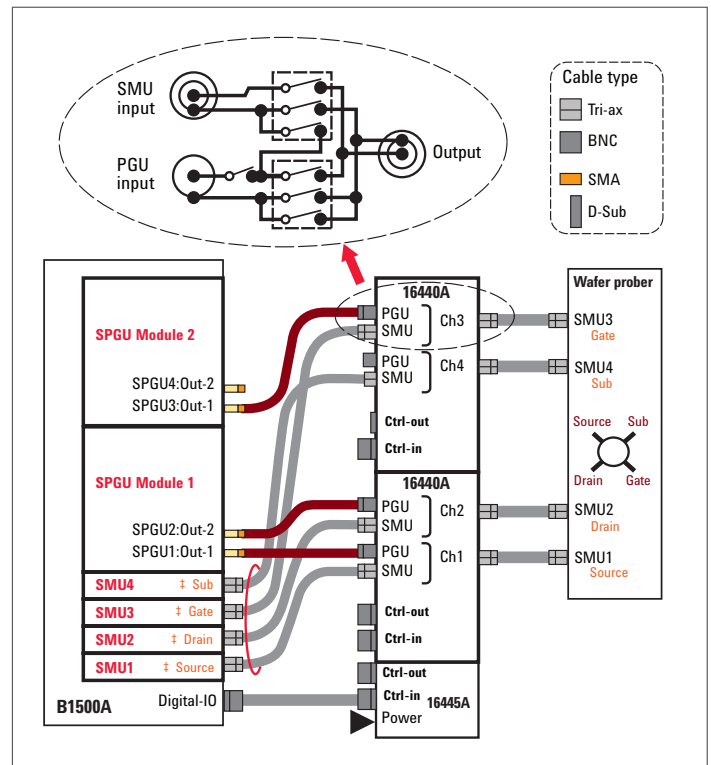 SMU
input
PGU
input
Output
Cable type
Tri-ax
BNC
SMA
D-Sub
SPGU Module 2
SPGU4:Out-2
SPGU3:Out-1
SPGU Module 1
SPGU2:Out-2
SPGU1:Out-1
SMU4 ‡ Sub
SMU3 ‡ Gate
SMU2 ‡ Drain
SMU1 ‡ Source
B1500A Digital-IO
16440A
PGU
SMU
Ch3
PGU
SMU
Ch4
Ctrl-out
Ctrl-in
16440A
PGU
SMU
Ch2
PGU
SMU
Ch1
Ctrl-out
Ctrl-in
Ctrl-out
Ctrl-in 16445A
Power
Wafer prober
SMU3
Gate
SMU4
Sub
Source Sub
Drain Gate
SMU2
Drain
SMU1
Source